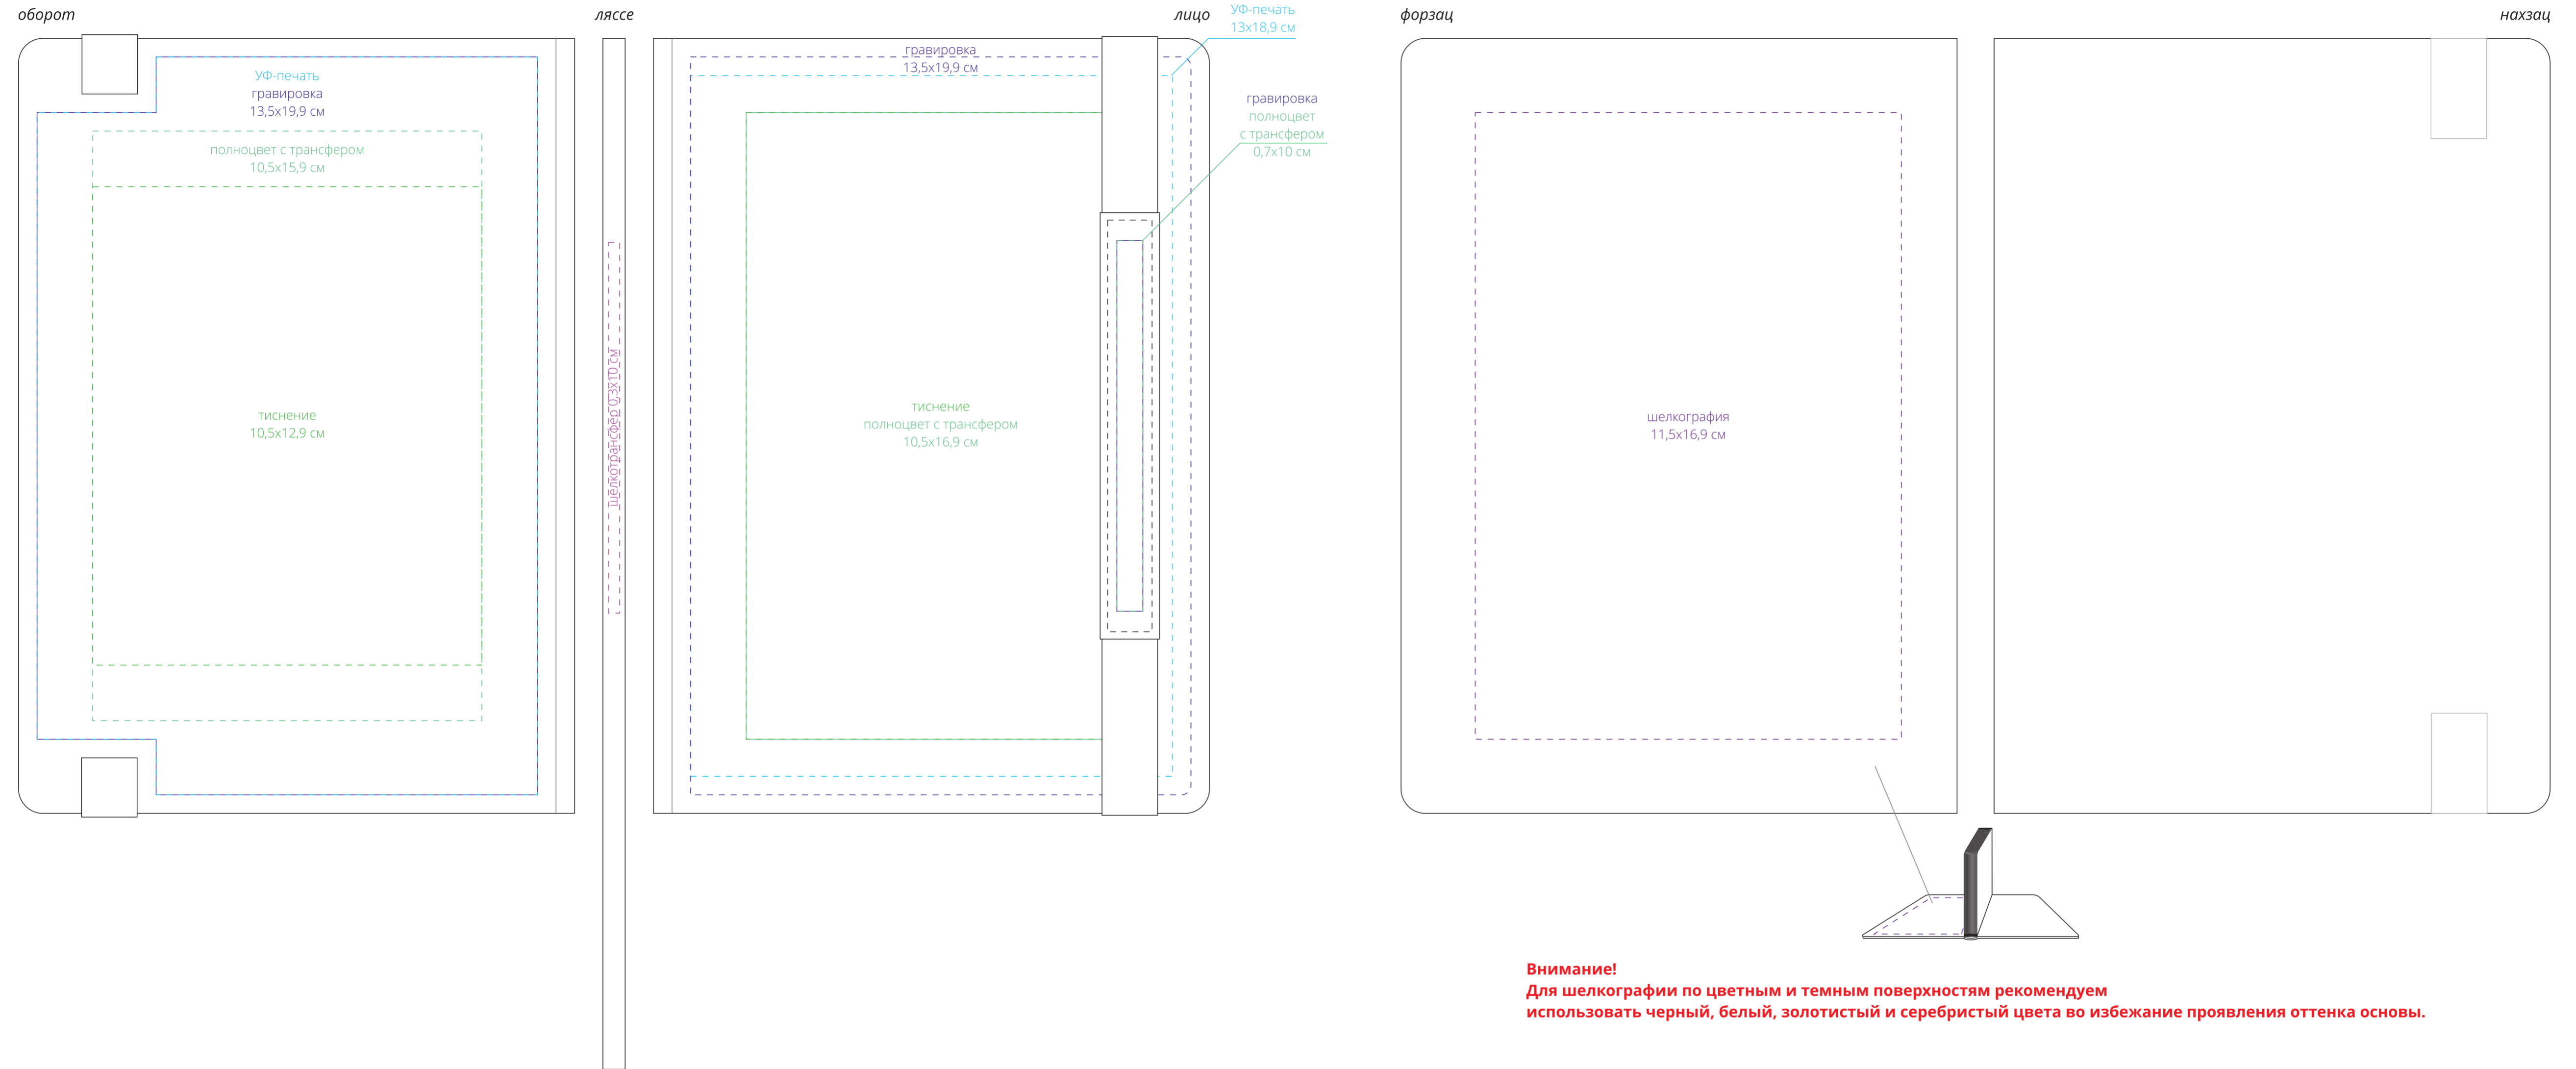 оборот
ляссе
лицо
форзац
нахзац
УФ-печать
13х18,9 см
УФ-печать
гравировка
13,5х19,9 см
полноцвет с трансфером
10,5х15,9 см
тиснение
10,5х12,9 см
шелкотрансфер 0,3х10 см
гравировка
13,5х19,9 см
гравировка
полноцвет
с трансфером
0,7х10 см
тиснение
полноцвет с трансфером
10,5х16,9 см
шелкография
11,5х16,9 см
Внимание!
Для шелкографии по цветным и темным поверхностям рекомендуем
использовать черный, белый, золотистый и серебристый цвета во избежание проявления оттенка основы.